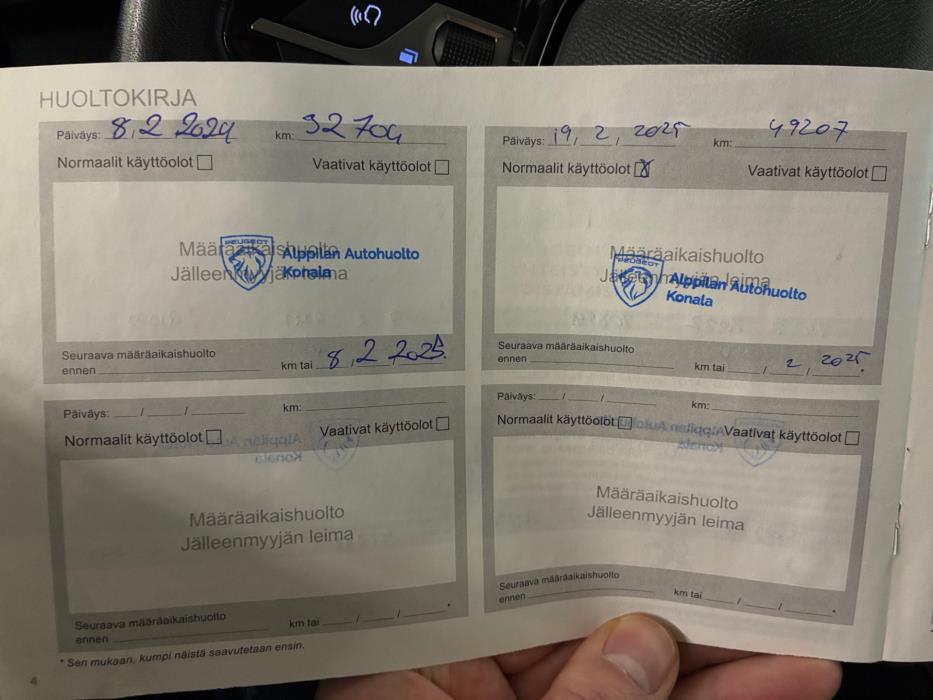 HUOLTOKIRJA
Päiväys: 8,2 2024 km: 32704
Normaalit käyttöolot Vaativat käyttöolot
Määräaikaishuolto
Jälleenmyyjän leima
PEUGEOT
Alppilan Autohuolto
Konala
Seuraava määräaikaishuolto
ennen km tai 8,2 2025.
Päiväys: 19, 2, 2025 km: 49207
Normaalit käyttöolot X Vaativat käyttöolot
Määräaikaishuolto
Jälleenmyyjän leima
PEUGEOT
Alppilan Autohuolto
Konala
Seuraava määräaikaishuolto
ennen km tai / 2, 2025.
Päiväys: / / km:
Normaalit käyttöolot Vaativat käyttöolot
Määräaikaishuolto
Jälleenmyyjän leima
Seuraava määräaikaishuolto
ennen km tai / / *
Päiväys: / / km:
Normaalit käyttöolot Vaativat käyttöolot
Määräaikaishuolto
Jälleenmyyjän leima
Seuraava määräaikaishuolto
ennen km tai / / *
* Sen mukaan, kumpi näistä saavutetaan ensin.
4